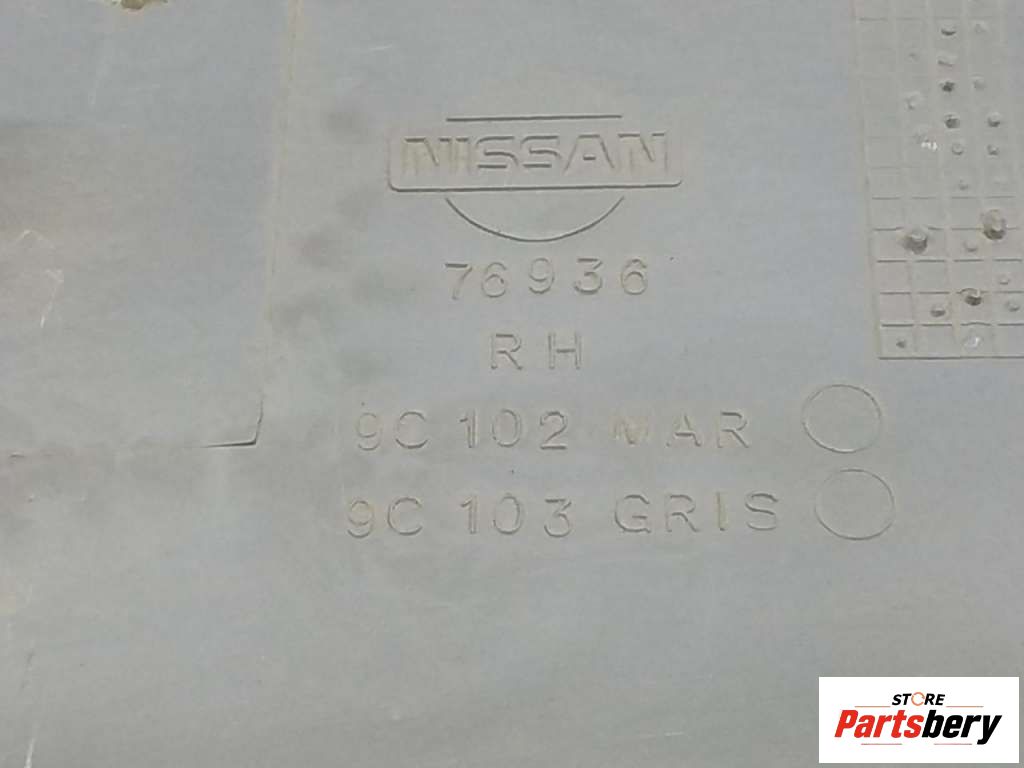 NISSAN
76936
RH
9C 102 MAR
9C 103 GRIS
STORE
Partsbery